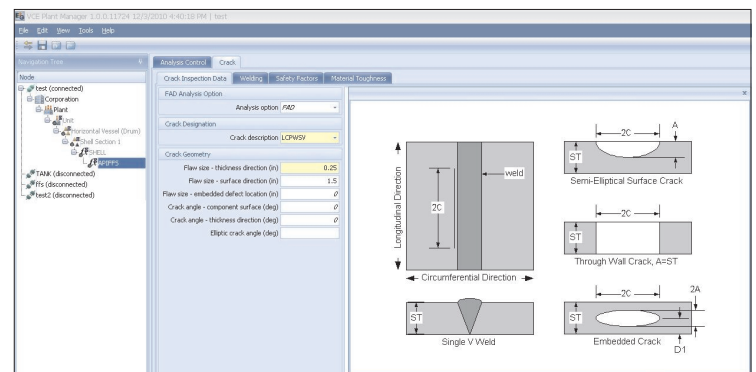 VCE Plant Manager 1.0.0.11724 12/3/2010 4:40:18 PM | test
File Edit View Tools Help
Navigation Tree
Node
test (connected)
Corporation
Plant
Unit
Horizontal Vessel (Drum)
Shell Section 1
SHELL
APIFFS
TANK (disconnected)
ffs (disconnected)
test2 (disconnected)
Analysis Control Crack
Crack Inspection Data Welding Safety Factors Material Toughness
FAD Analysis Option
Analysis option FAD
Crack Designation
Crack description LCPWSV
Crack Geometry
Flaw size - thickness direction (in) 0.25
Flaw size - surface direction (in) 1.5
Flaw size - embedded defect location (in) 0
Crack angle - component surface (deg) 0
Crack angle - thickness direction (deg) 0
Elliptic crack angle (deg)
Longitudinal Direction
2C
weld
Circumferential Direction
ST
Single V Weld
2C
A
ST
Semi-Elliptical Surface Crack
2C
ST
Through Wall Crack, A=ST
2C
2A
ST
Embedded Crack
D1